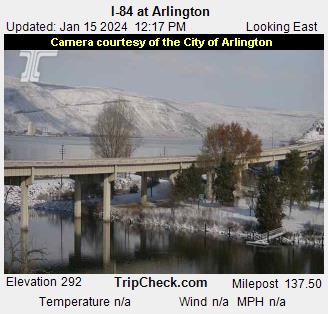 I-84 at Arlington
Updated: Jan 15 2024 12:17 PM Looking East
Camera courtesy of the City of Arlington
Elevation 292 TripCheck.com Milepost 137.50
Temperature n/a Wind n/a MPH n/a